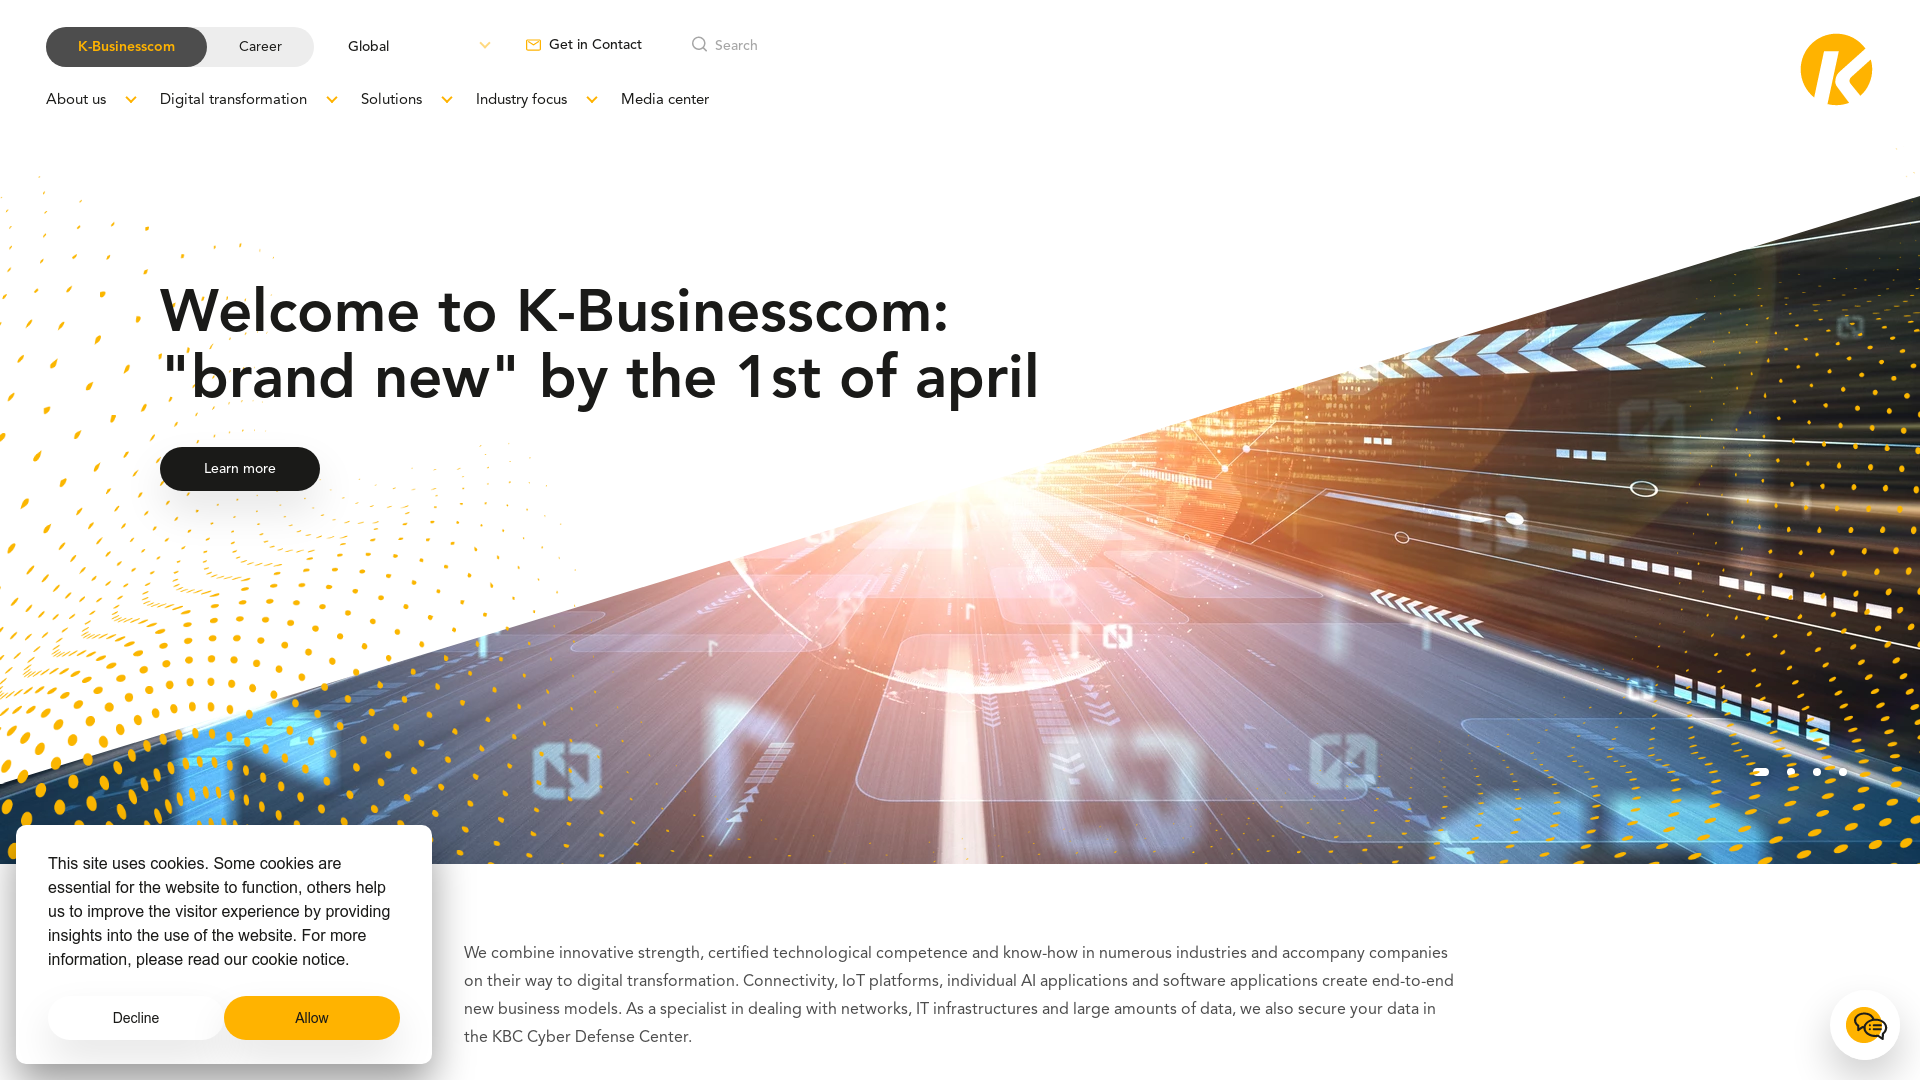 K-Businesscom
Career
Global
Get in Contact
Search
About us
Digital transformation
Solutions
Industry focus
Media center
Welcome to K-Businesscom:
"brand new" by the 1st of april
Learn more
This site uses cookies. Some cookies are
essential for the website to function, others help
us to improve the visitor experience by providing
insights into the use of the website. For more
information, please read our cookie notice.
Decline
Allow
We combine innovative strength, certified technological competence and know-how in numerous industries and accompany companies
on their way to digital transformation. Connectivity, IoT platforms, individual AI applications and software applications create end-to-end
new business models. As a specialist in dealing with networks, IT infrastructures and large amounts of data, we also secure your data in
the KBC Cyber Defense Center.